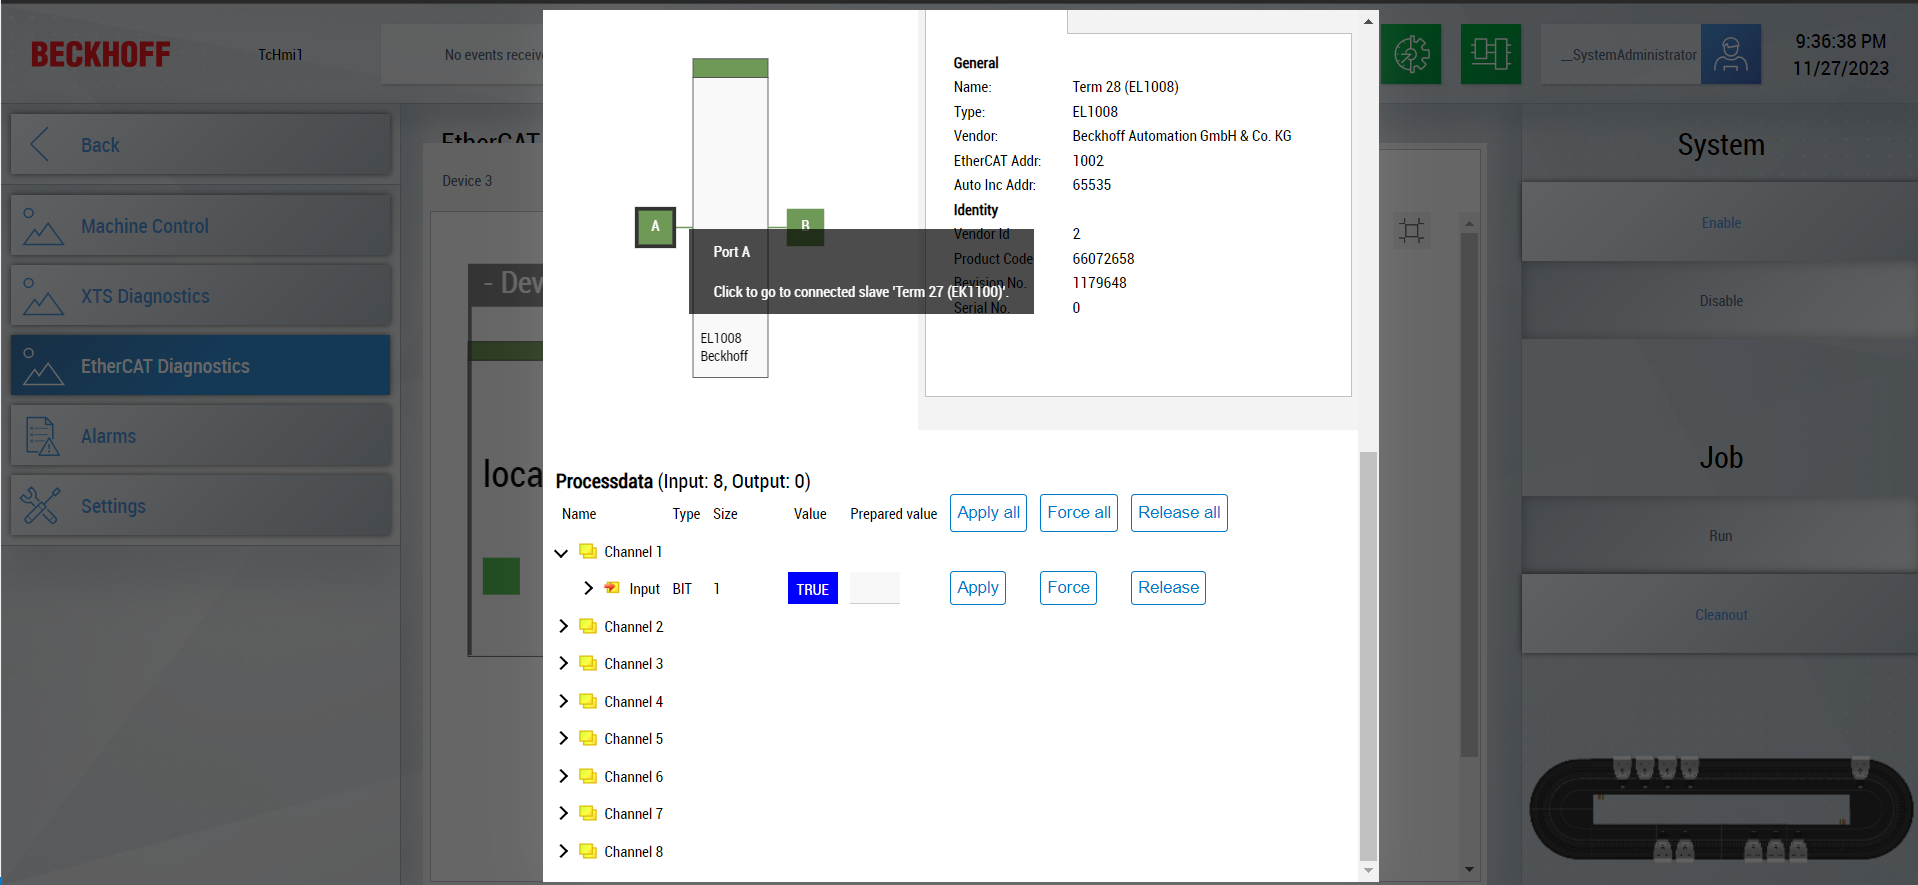 BECKHOFF
TcHmi1
No events receive
__SystemAdministrator
9:36:38 PM
11/27/2023
Back
Machine Control
XTS Diagnostics
EtherCAT Diagnostics
Alarms
Settings
EtherCAT
Device 3
- Dev
loca
A
B
Port A
Click to go to connected slave 'Term 27 (EK1100)'.
EL1008
Beckhoff
General
Name: Term 28 (EL1008)
Type: EL1008
Vendor: Beckhoff Automation GmbH & Co. KG
EtherCAT Addr: 1002
Auto Inc Addr: 65535
Identity
Vendor Id 2
Product Code 66072658
Revision No. 1179648
Serial No. 0
Processdata (Input: 8, Output: 0)
Name Type Size Value Prepared value Apply all Force all Release all
Channel 1
Input BIT 1 TRUE Apply Force Release
Channel 2
Channel 3
Channel 4
Channel 5
Channel 6
Channel 7
Channel 8
System
Enable
Disable
Job
Run
Cleanout